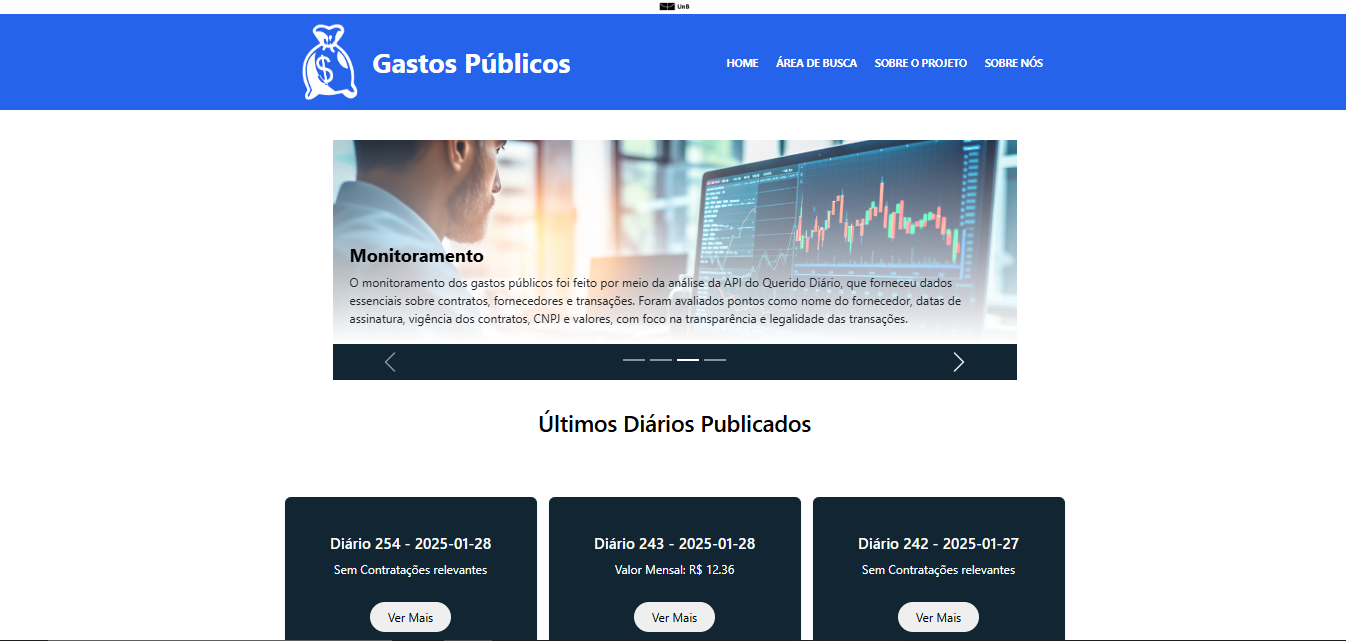 UnB
Gastos Públicos
HOME
ÁREA DE BUSCA
SOBRE O PROJETO
SOBRE NÓS
Monitoramento
O monitoramento dos gastos públicos foi feito por meio da análise da API do Querido Diário, que forneceu dados
essenciais sobre contratos, fornecedores e transações. Foram avaliados pontos como nome do fornecedor, datas de
assinatura, vigência dos contratos, CNPJ e valores, com foco na transparência e legalidade das transações.
Últimos Diários Publicados
Diário 254 - 2025-01-28
Sem Contratações relevantes
Ver Mais
Diário 243 - 2025-01-28
Valor Mensal: R$ 12.36
Ver Mais
Diário 242 - 2025-01-27
Sem Contratações relevantes
Ver Mais